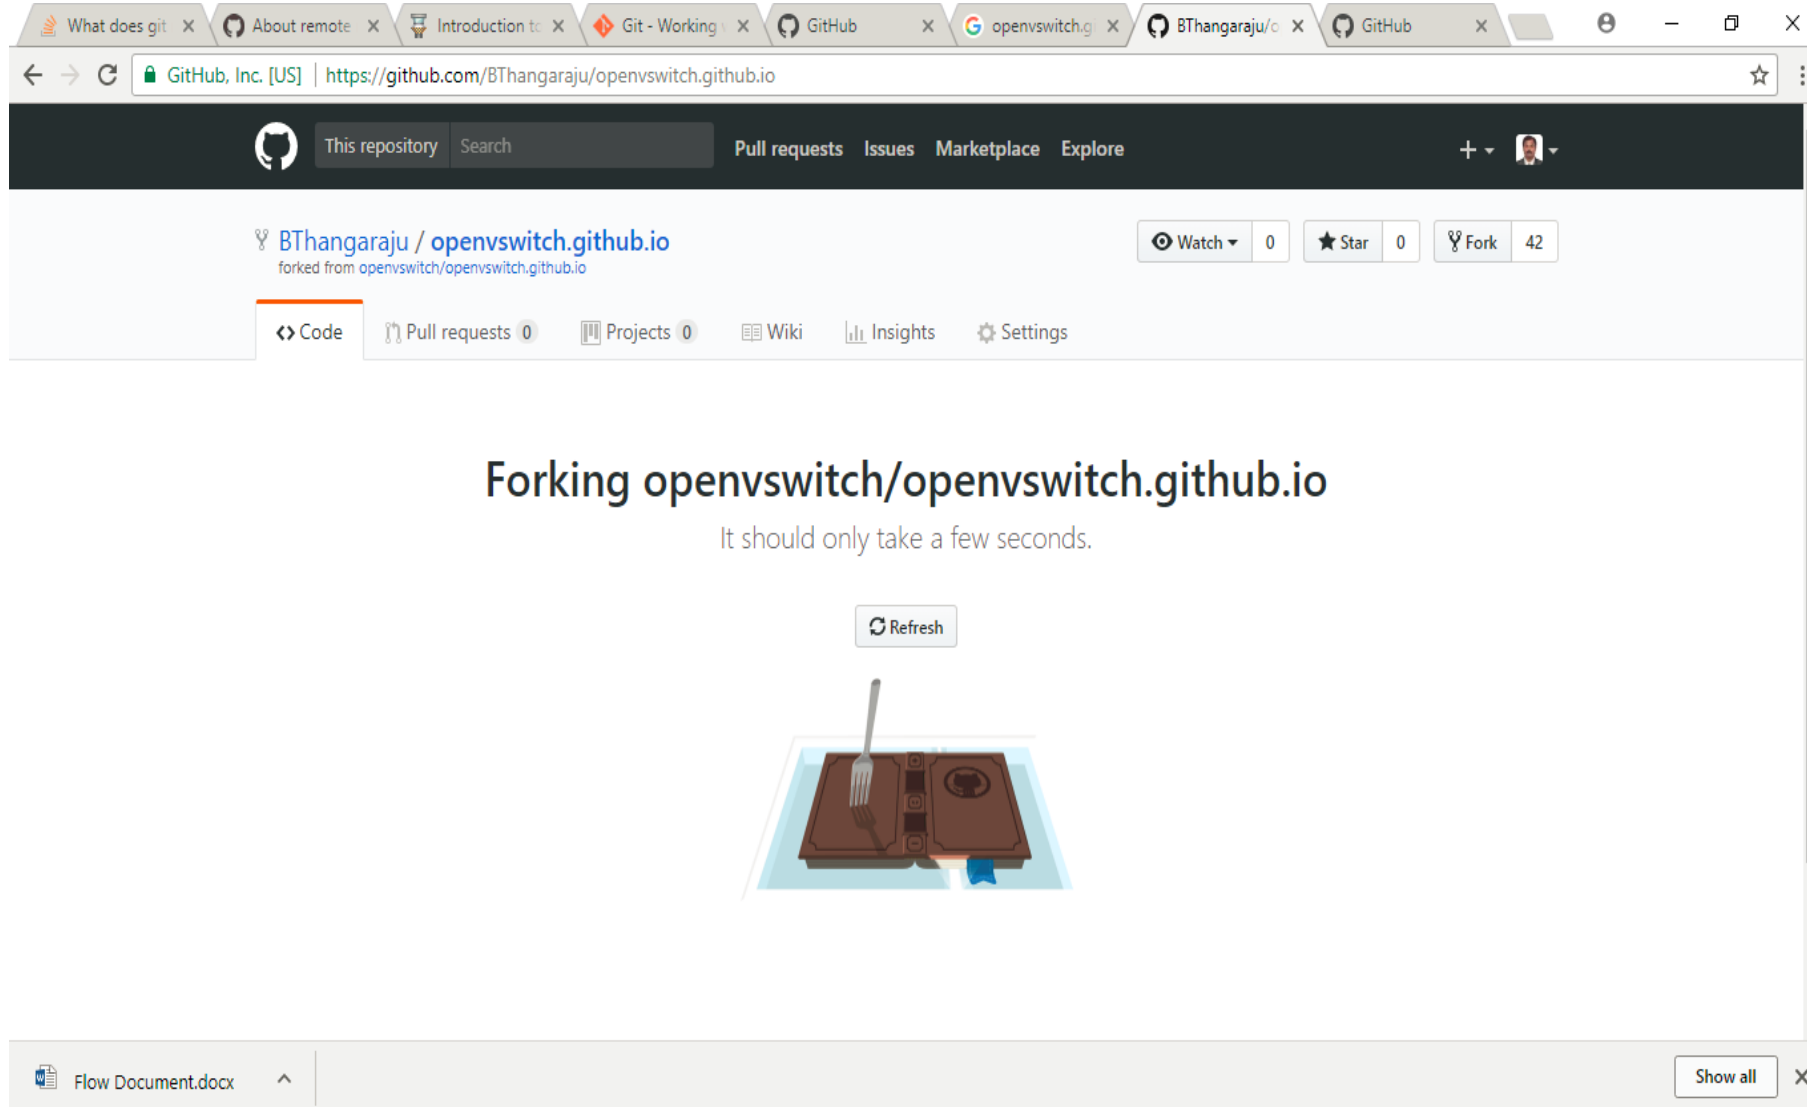 What does git About remote Introduction to Git - Working GitHub openvswitch.gi BThangaraju/o GitHub
GitHub, Inc. [US] https://github.com/BThangaraju/openvswitch.github.io
This repository Search Pull requests Issues Marketplace Explore
BThangaraju / openvswitch.github.io Watch 0 Star 0 Fork 42
forked from openvswitch/openvswitch.github.io
Code Pull requests 0 Projects 0 Wiki Insights Settings
Forking openvswitch/openvswitch.github.io
It should only take a few seconds.
Refresh
Flow Document.docx Show all